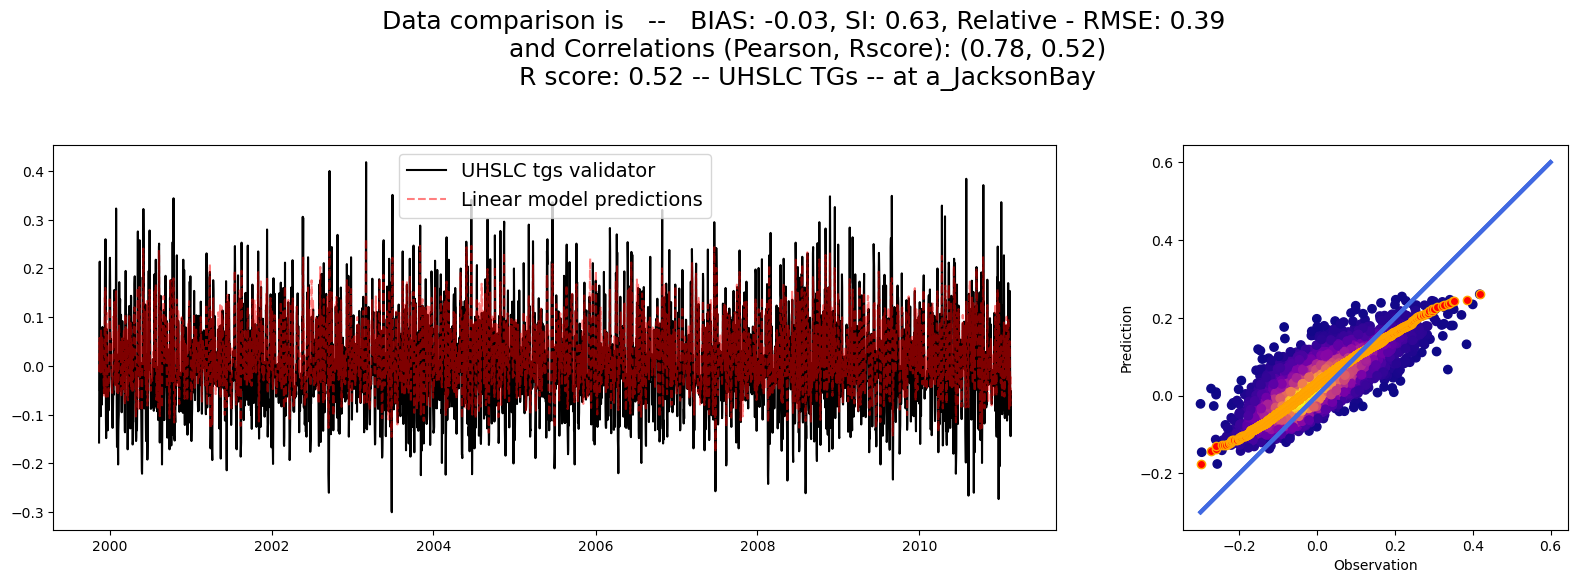 Data comparison is -- BIAS: -0.03, SI: 0.63, Relative - RMSE: 0.39
and Correlations (Pearson, Rscore): (0.78, 0.52)
R score: 0.52 -- UHSLC TGs -- at a_JacksonBay
UHSLC tgs validator
Linear model predictions
0.4
0.3
0.2
0.1
0.0
−0.1
−0.2
−0.3
2000 2002 2004 2006 2008 2010
Prediction
0.6
0.4
0.2
0.0
−0.2
−0.2 0.0 0.2 0.4 0.6
Observation